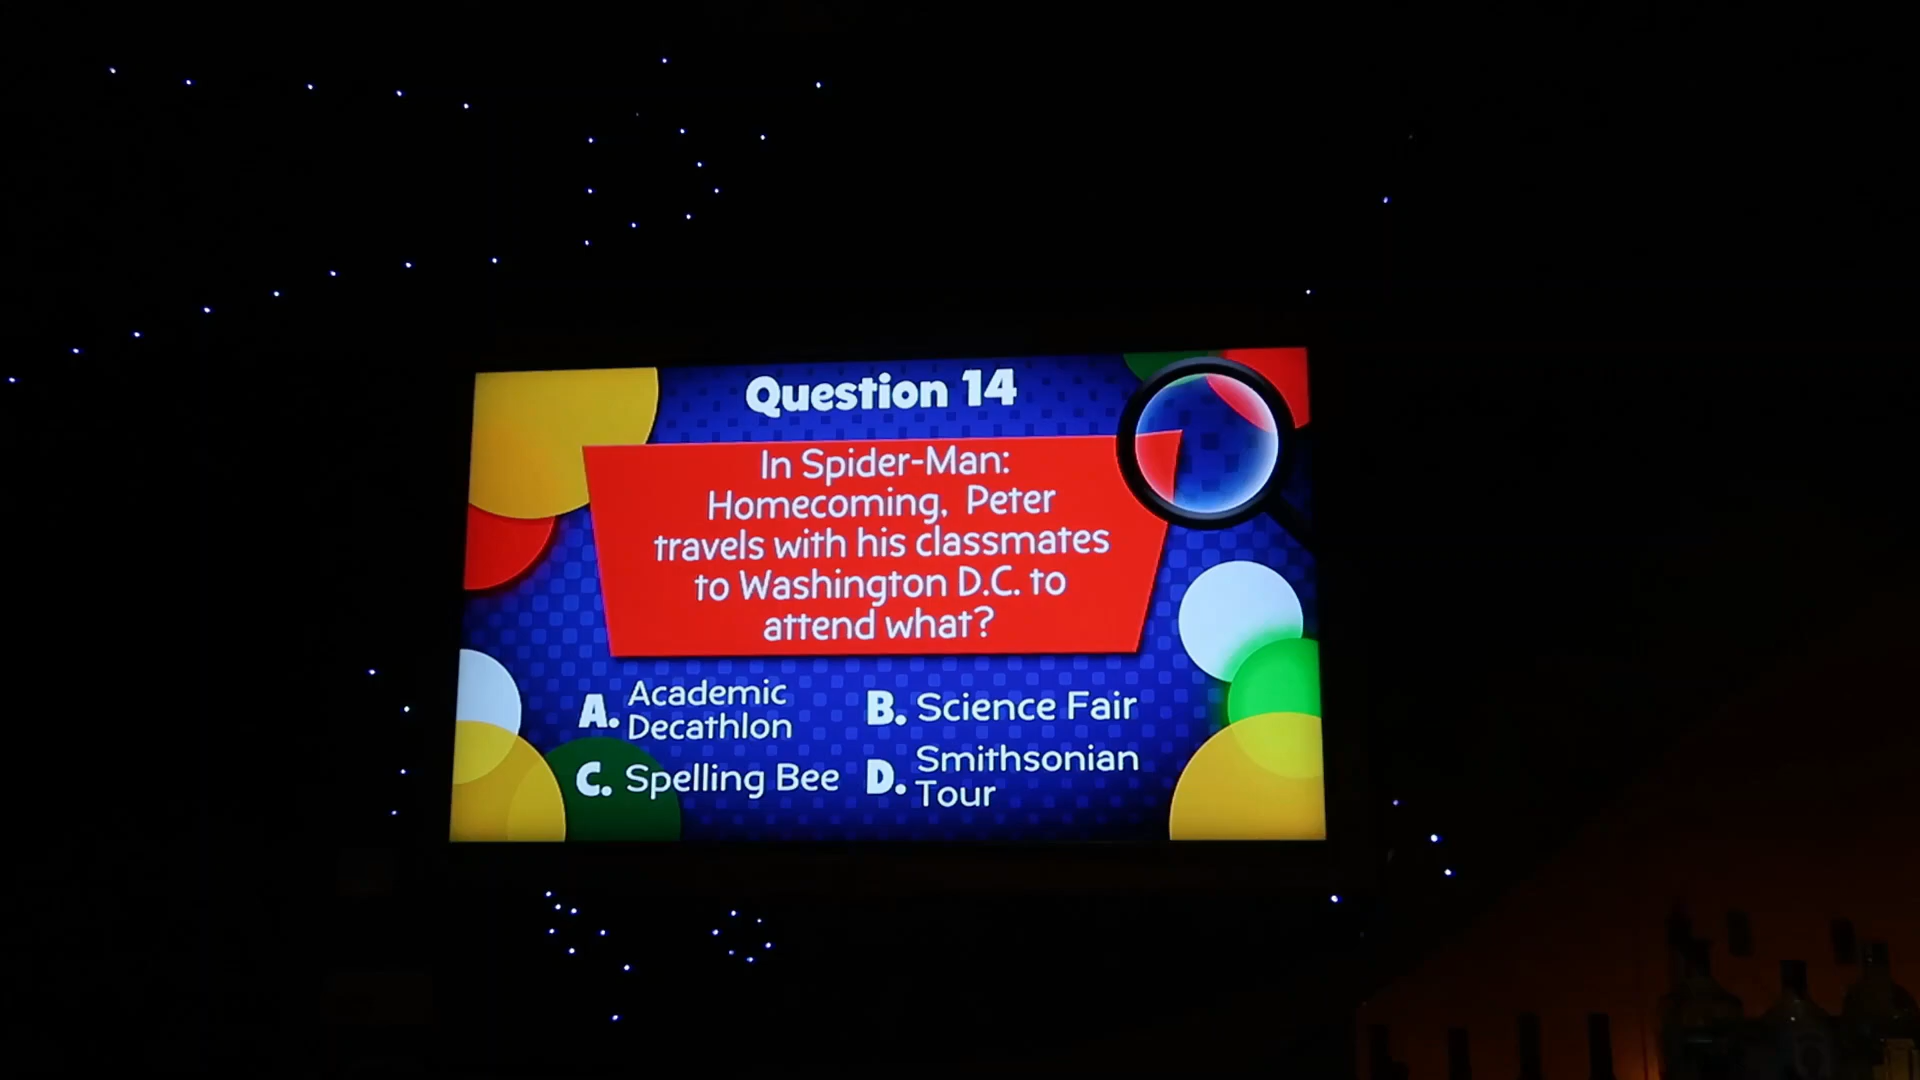 Question 14
In Spider-Man:
Homecoming, Peter
travels with his classmates
to Washington D.C. to
attend what?
A. Academic
Decathlon
B. Science Fair
C. Spelling Bee
D. Smithsonian
Tour